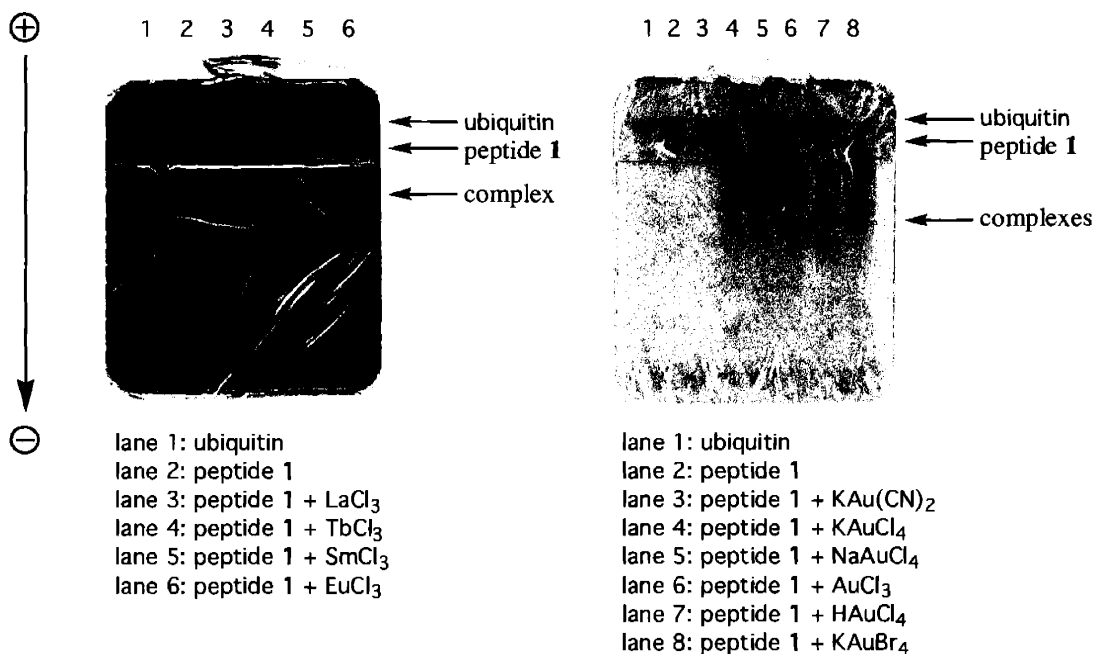 ⊕
1 2 3 4 5 6
ubiquitin
peptide 1
complex
⊖
lane 1: ubiquitin
lane 2: peptide 1
lane 3: peptide 1 + LaCl3
lane 4: peptide 1 + TbCl3
lane 5: peptide 1 + SmCl3
lane 6: peptide 1 + EuCl3
1 2 3 4 5 6 7 8
ubiquitin
peptide 1
complexes
lane 1: ubiquitin
lane 2: peptide 1
lane 3: peptide 1 + KAu(CN)2
lane 4: peptide 1 + KAuCl4
lane 5: peptide 1 + NaAuCl4
lane 6: peptide 1 + AuCl3
lane 7: peptide 1 + HAuCl4
lane 8: peptide 1 + KAuBr4